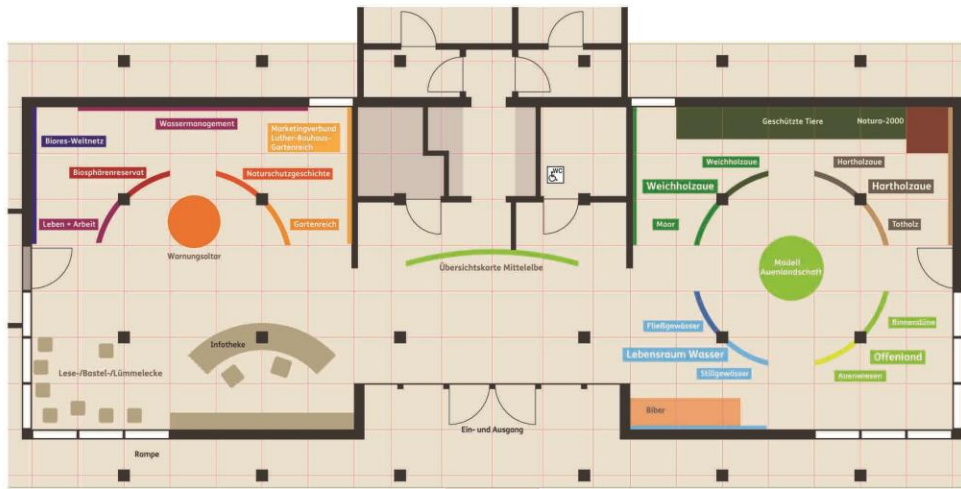 Wassermanagement
Biores-Weltnetz
Marketingverbund
Luther-Bauhaus-
Gartenreich
Biosphärenreservat
Naturschutzgeschichte
Leben + Arbeit
Gartenreich
Warnungsaltar
WC
Übersichtskarte Mittelelbe
Geschützte Tiere
Natura-2000
Weichholzaue
Hartholzaue
Weichholzaue
Hartholzaue
Moor
Totholz
Modell
Auenlandschaft
Fließgewässer
Binnendüne
Lebensraum Wasser
Offenland
Stillgewässer
Auenwiesen
Infotheke
Lese-/Bastel-/Lümmelecke
Biber
Ein- und Ausgang
Rampe